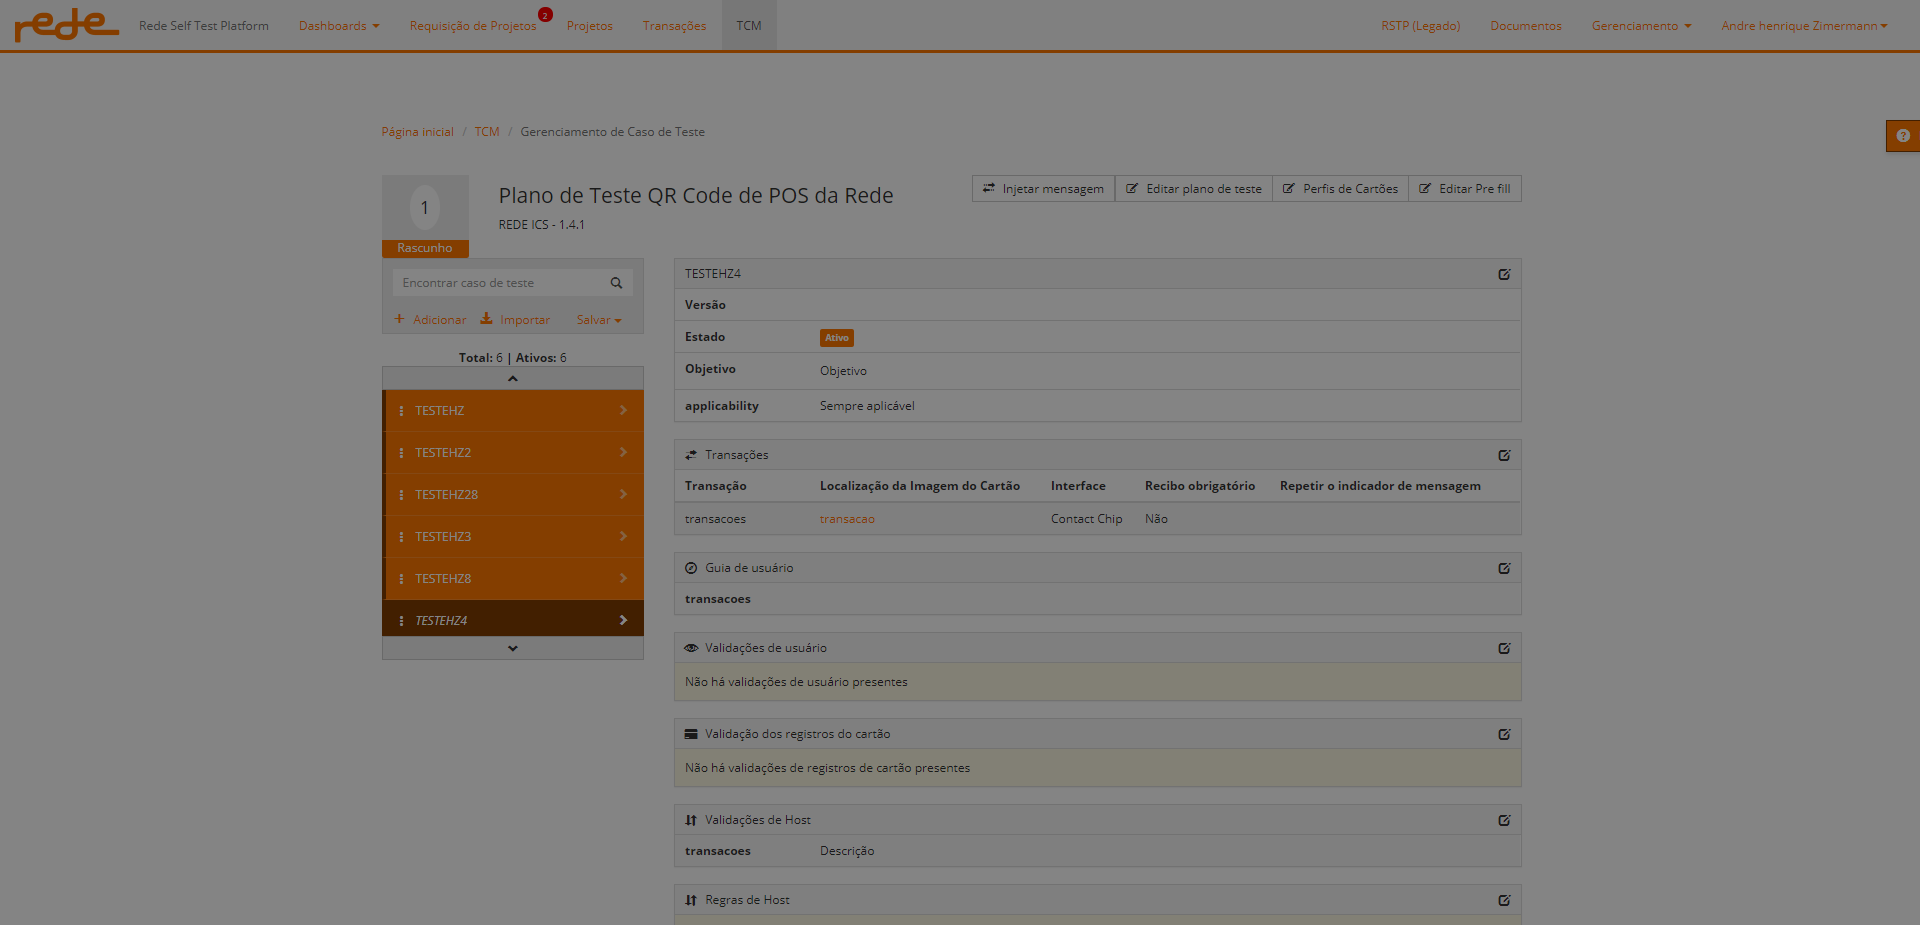 rede Rede Self Test Platform Dashboards Requisição de Projetos 2 Projetos Transações TCM RSTP (Legado) Documentos Gerenciamento Andre henrique Zimermann
Página inicial / TCM / Gerenciamento de Caso de Teste
1
Rascunho
Plano de Teste QR Code de POS da Rede
REDE ICS - 1.4.1
Injetar mensagem Editar plano de teste Perfis de Cartões Editar Pre fill
Encontrar caso de teste
+ Adicionar Importar Salvar
Total: 6 | Ativos: 6
TESTEHZ
TESTEHZ2
TESTEHZ28
TESTEHZ3
TESTEHZ8
TESTEHZ4
TESTEHZ4
Versão
Estado Ativo
Objetivo Objetivo
applicability Sempre aplicável
Transações
Transação Localização da Imagem do Cartão Interface Recibo obrigatório Repetir o indicador de mensagem
transacoes transacao Contact Chip Não
Guia de usuário
transacoes
Validações de usuário
Não há validações de usuário presentes
Validação dos registros do cartão
Não há validações de registros de cartão presentes
Validações de Host
transacoes Descrição
Regras de Host